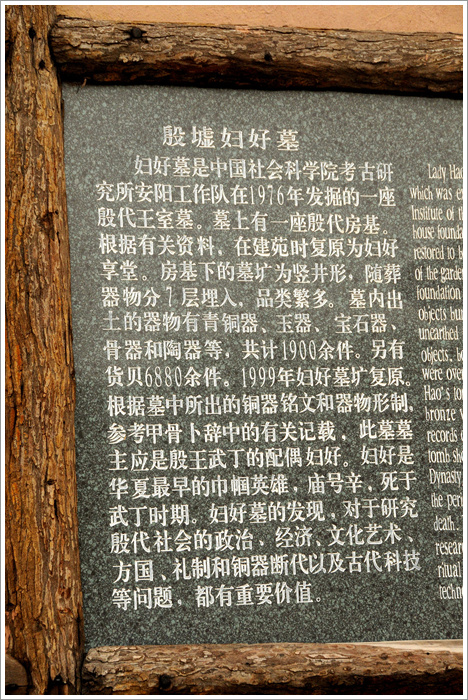 殷墟妇好墓
妇好墓是中国社会科学院考古研
究所安阳工作队在1976年发掘的一座
殷代王室墓。墓上有一座殷代房基。
根据有关资料，在建苑时复原为妇好
享堂。房基下的墓圹为竖井形，随葬
器物分7层埋入，品类繁多。墓内出
土的器物有青铜器、玉器、宝石器、
骨器和陶器等，共计1900余件。另有
货贝6880余件。1999年妇好墓圹复原。
根据墓中所出的铜器铭文和器物形制，
参考甲骨卜辞中的有关记载，此墓墓
主应是殷王武丁的配偶妇好。妇好是
华夏最早的巾帼英雄，庙号辛，死于
武丁时期。妇好墓的发现，对于研究
殷代社会的政治、经济、文化艺术、
方国、礼制和铜器断代以及古代科技
等问题，都有重要价值。
Lady Hao
which was ex
Institute of t
house founda
restored to b
of the garden
foundation
objects bur
unearthed
objects, bo
were over
Hao's tom
bronze v
records o
tomb sho
Dynasty
the per
death.
researc
ritual
techno